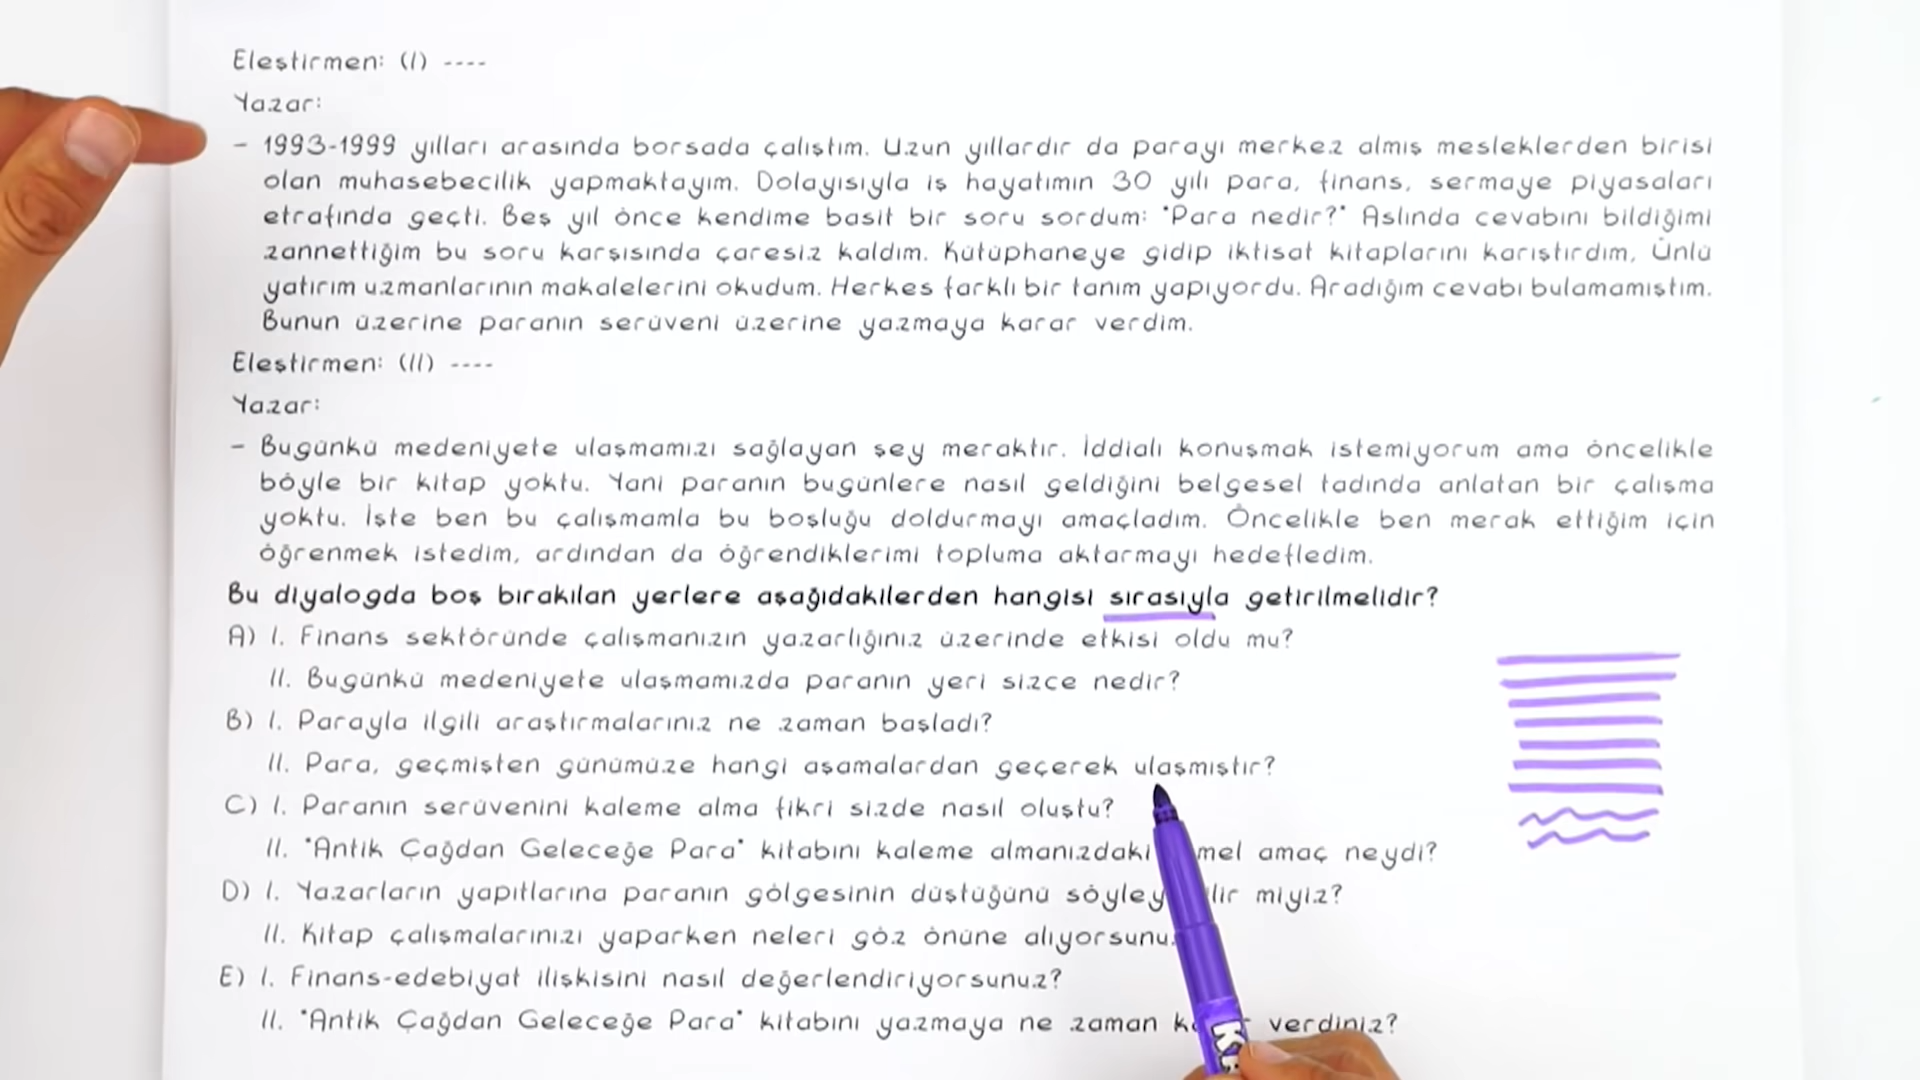 Eleştirmen: (I) ----
Yazar:
- 1993-1999 yılları arasında borsada çalıştım. Uzun yıllardır da parayı merkez almış mesleklerden birisi
olan muhasebecilik yapmaktayım. Dolayısıyla iş hayatımın 30 yılı para, finans, sermaye piyasaları
etrafında geçti. Beş yıl önce kendime basit bir soru sordum: "Para nedir?" Aslında cevabını bildiğimi
zannettiğim bu soru karşısında çaresiz kaldım. Kütüphaneye gidip iktisat kitaplarını karıştırdım, Ünlü
yatırım uzmanlarının makalelerini okudum. Herkes farklı bir tanım yapıyordu. Aradığım cevabı bulamamıştım.
Bunun üzerine paranın serüveni üzerine yazmaya karar verdim.
Eleştirmen: (II) ----
Yazar:
- Bugünkü medeniyete ulaşmamızı sağlayan şey meraktır. İddialı konuşmak istemiyorum ama öncelikle
böyle bir kitap yoktu. Yani paranın bugünlere nasıl geldiğini belgesel tadında anlatan bir çalışma
yoktu. İşte ben bu çalışmamla bu boşluğu doldurmayı amaçladım. Öncelikle ben merak ettiğim için
öğrenmek istedim, ardından da öğrendiklerimi topluma aktarmayı hedefledim.
Bu diyalogda boş bırakılan yerlere aşağıdakilerden hangisi sırasıyla getirilmelidir?
A) I. Finans sektöründe çalışmanızın yazarlığınız üzerinde etkisi oldu mu?
II. Bugünkü medeniyete ulaşmamızda paranın yeri sizce nedir?
B) I. Parayla ilgili araştırmalarınız ne zaman başladı?
II. Para, geçmişten günümüze hangi aşamalardan geçerek ulaşmıştır?
C) I. Paranın serüvenini kaleme alma fikri sizde nasıl oluştu?
II. "Antik Çağdan Geleceğe Para" kitabını kaleme almanızdaki amaç neydi?
D) I. Yazarların yapıtlarına paranın gölgesinin düştüğünü miyiz?
II. Kitap çalışmalarınızı yaparken neleri göz önüne
E) I. Finans-edebiyat ilişkisini nasıl değerlendiriyorsunuz?
II. "Antik Çağdan Geleceğe Para" kitabını yazmaya ne zaman verdiniz?